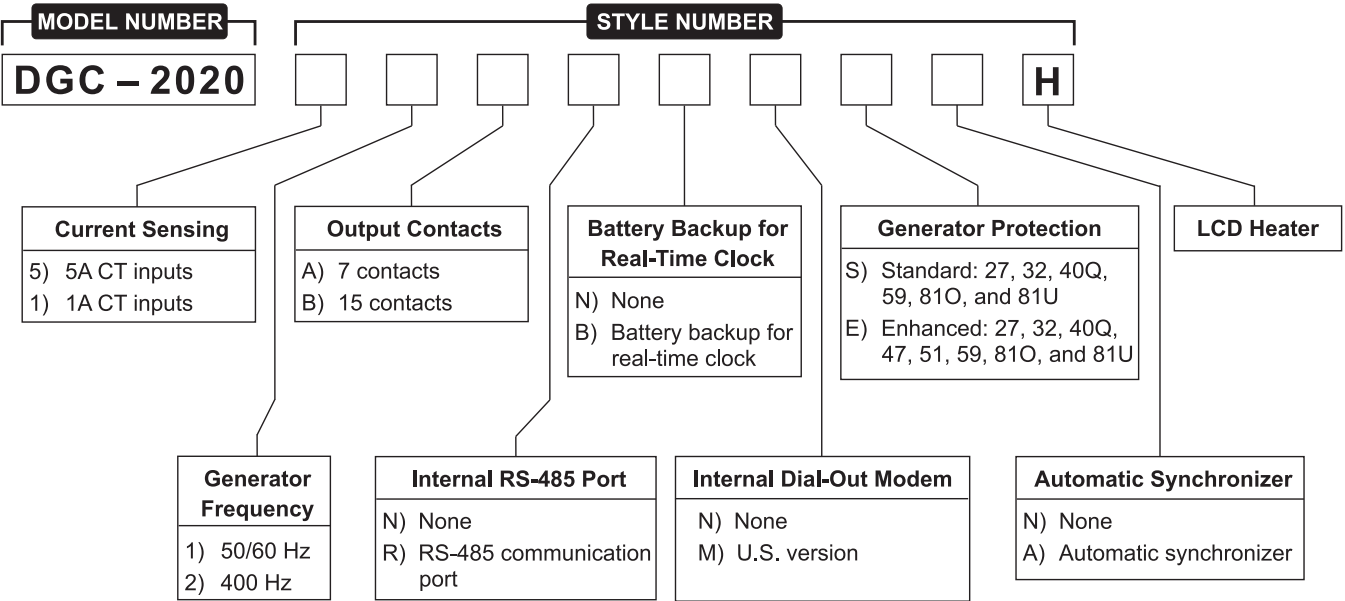 MODEL NUMBER
STYLE NUMBER
DGC – 2020
H
Current Sensing
5) 5A CT inputs
1) 1A CT inputs
Output Contacts
A) 7 contacts
B) 15 contacts
Battery Backup for
Real-Time Clock
N) None
B) Battery backup for
real-time clock
Generator Protection
S) Standard: 27, 32, 40Q,
59, 81O, and 81U
E) Enhanced: 27, 32, 40Q,
47, 51, 59, 81O, and 81U
LCD Heater
Generator
Frequency
1) 50/60 Hz
2) 400 Hz
Internal RS-485 Port
N) None
R) RS-485 communication
port
Internal Dial-Out Modem
N) None
M) U.S. version
Automatic Synchronizer
N) None
A) Automatic synchronizer